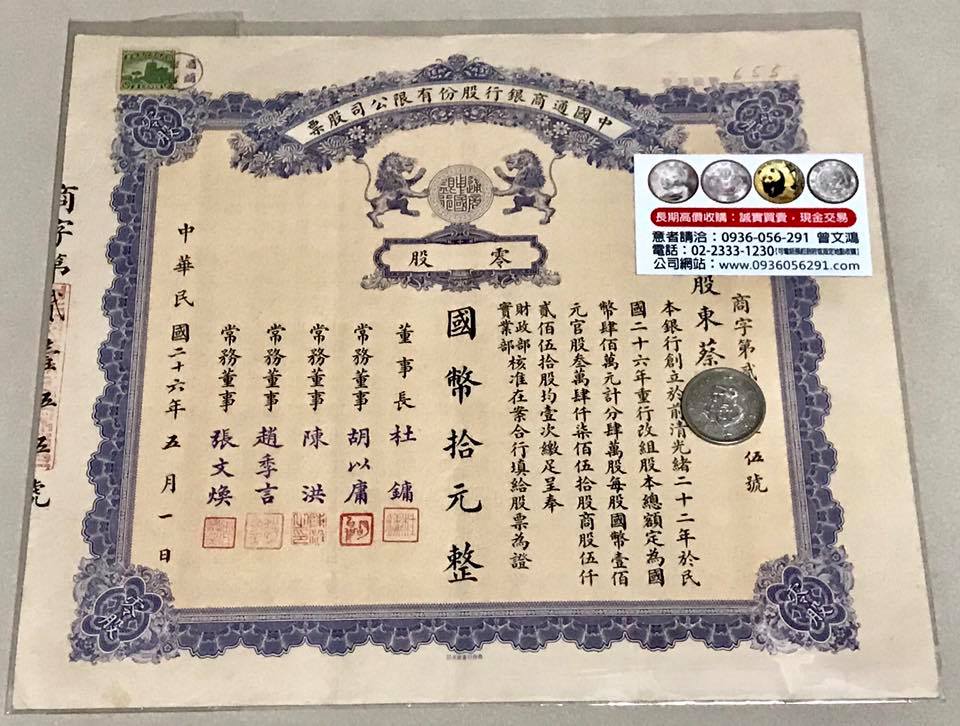 655
中國通商銀行股份有限公司股票
零股
長期高價收購：誠實買賣，現金交易
意者請洽：0936-056-291 曾文鴻
電話：02-2333-1230
公司網站：www.0936056291.com
商字第貳
伍號
股東蔡
本銀行創立於前清光緒二十二年於民
國二十六年重行改組股本總額定為國
幣肆佰萬元計分肆萬股每股國幣壹佰
元官股叁萬肆仟柒佰伍拾股商股伍仟
貳佰伍拾股均壹次繳足呈奉
財政部
實業部核准在案合行填給股票為證
國幣拾元整
董事長杜鏞
常務董事胡以庸
常務董事陳洪
常務董事趙季言
常務董事張文煥
中華民國二十六年五月一日
商字第
號